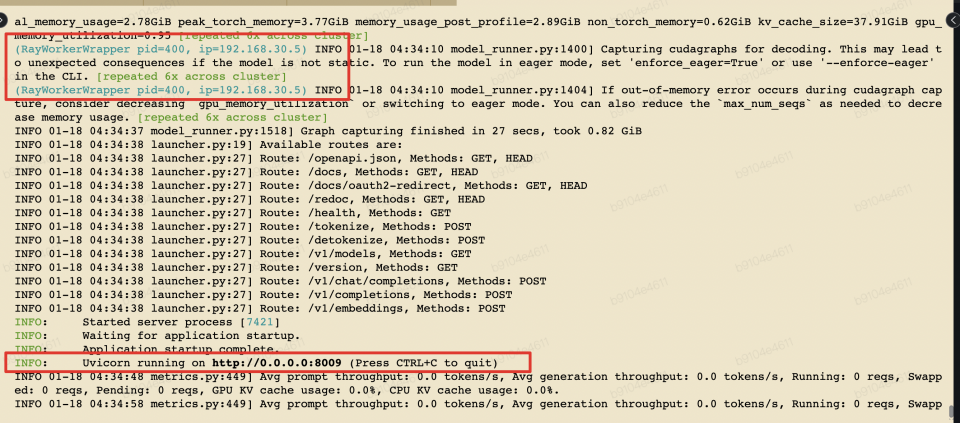 al_memory_usage=2.78GiB peak_torch_memory=3.77GiB memory_usage_post_profile=2.89GiB non_torch_memory=0.62GiB kv_cache_size=37.91GiB gpu_
memory_utilization=0.95 [repeated 6x across cluster]
(RayWorkerWrapper pid=400, ip=192.168.30.5) INFO 01-18 04:34:10 model_runner.py:1400] Capturing cudagraphs for decoding. This may lead t
o unexpected consequences if the model is not static. To run the model in eager mode, set 'enforce_eager=True' or use '--enforce-eager'
in the CLI. [repeated 6x across cluster]
(RayWorkerWrapper pid=400, ip=192.168.30.5) INFO 01-18 04:34:10 model_runner.py:1404] If out-of-memory error occurs during cudagraph cap
ture, consider decreasing `gpu_memory_utilization` or switching to eager mode. You can also reduce the `max_num_seqs` as needed to decre
ase memory usage. [repeated 6x across cluster]
INFO 01-18 04:34:37 model_runner.py:1518] Graph capturing finished in 27 secs, took 0.82 GiB
INFO 01-18 04:34:38 launcher.py:19] Available routes are:
INFO 01-18 04:34:38 launcher.py:27] Route: /openapi.json, Methods: GET, HEAD
INFO 01-18 04:34:38 launcher.py:27] Route: /docs, Methods: GET, HEAD
INFO 01-18 04:34:38 launcher.py:27] Route: /docs/oauth2-redirect, Methods: GET, HEAD
INFO 01-18 04:34:38 launcher.py:27] Route: /redoc, Methods: GET, HEAD
INFO 01-18 04:34:38 launcher.py:27] Route: /health, Methods: GET
INFO 01-18 04:34:38 launcher.py:27] Route: /tokenize, Methods: POST
INFO 01-18 04:34:38 launcher.py:27] Route: /detokenize, Methods: POST
INFO 01-18 04:34:38 launcher.py:27] Route: /v1/models, Methods: GET
INFO 01-18 04:34:38 launcher.py:27] Route: /version, Methods: GET
INFO 01-18 04:34:38 launcher.py:27] Route: /v1/chat/completions, Methods: POST
INFO 01-18 04:34:38 launcher.py:27] Route: /v1/completions, Methods: POST
INFO 01-18 04:34:38 launcher.py:27] Route: /v1/embeddings, Methods: POST
INFO:     Started server process [7421]
INFO:     Waiting for application startup.
INFO:     Application startup complete.
INFO:     Uvicorn running on http://0.0.0.0:8009 (Press CTRL+C to quit)
INFO 01-18 04:34:48 metrics.py:449] Avg prompt throughput: 0.0 tokens/s, Avg generation throughput: 0.0 tokens/s, Running: 0 reqs, Swapp
ed: 0 reqs, Pending: 0 reqs, GPU KV cache usage: 0.0%, CPU KV cache usage: 0.0%.
INFO 01-18 04:34:58 metrics.py:449] Avg prompt throughput: 0.0 tokens/s, Avg generation throughput: 0.0 tokens/s, Running: 0 reqs, Swapp